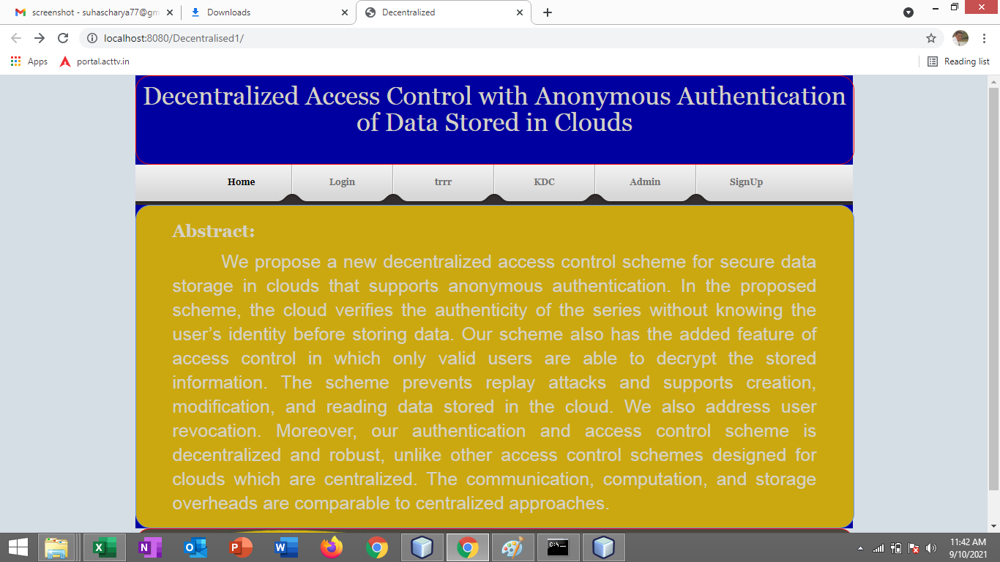 screenshot - suhascharya77@gm
Downloads
Decentralized
localhost:8080/Decentralised1/
Apps
portal.acttv.in
Reading list
Decentralized Access Control with Anonymous Authentication
of Data Stored in Clouds
Home
Login
trrr
KDC
Admin
SignUp
Abstract:
We propose a new decentralized access control scheme for secure data
storage in clouds that supports anonymous authentication. In the proposed
scheme, the cloud verifies the authenticity of the series without knowing the
user’s identity before storing data. Our scheme also has the added feature of
access control in which only valid users are able to decrypt the stored
information. The scheme prevents replay attacks and supports creation,
modification, and reading data stored in the cloud. We also address user
revocation. Moreover, our authentication and access control scheme is
decentralized and robust, unlike other access control schemes designed for
clouds which are centralized. The communication, computation, and storage
overheads are comparable to centralized approaches.
11:42 AM
9/10/2021